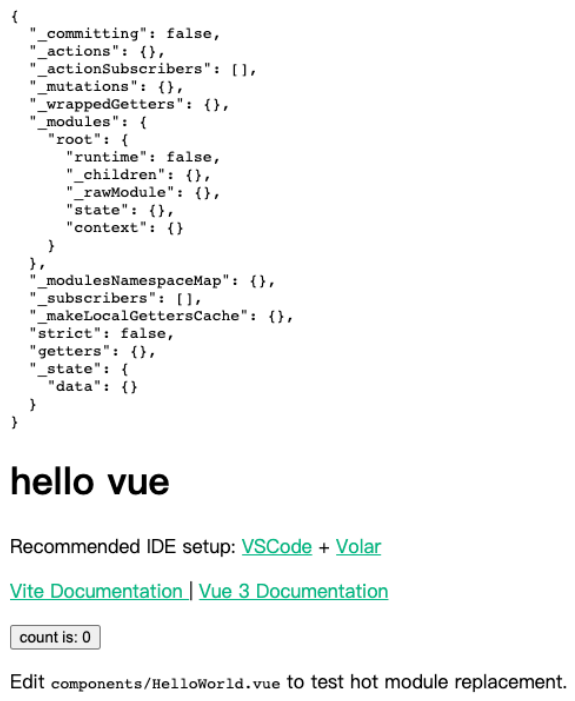 {
  "_committing": false,
  "_actions": {},
  "_actionSubscribers": [],
  "_mutations": {},
  "_wrappedGetters": {},
  "_modules": {
    "root": {
      "runtime": false,
      "_children": {},
      "_rawModule": {},
      "state": {},
      "context": {}
    }
  },
  "_modulesNamespaceMap": {},
  "_subscribers": [],
  "_makeLocalGettersCache": {},
  "strict": false,
  "getters": {},
  "_state": {
    "data": {}
  }
}
hello vue
Recommended IDE setup: VSCode + Volar
Vite Documentation | Vue 3 Documentation
count is: 0
Edit components/HelloWorld.vue to test hot module replacement.